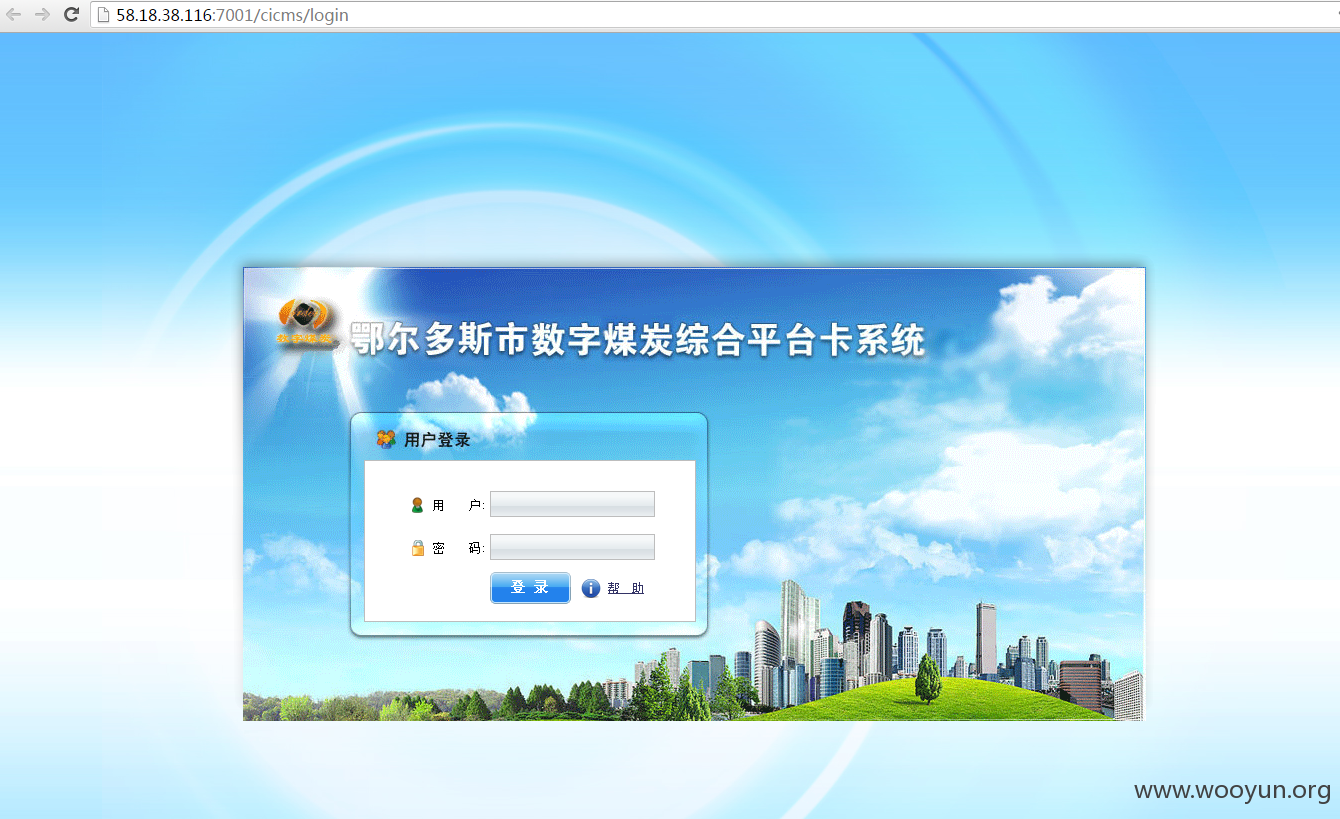 58.18.38.116:7001/cicms/login
鄂尔多斯市数字煤炭综合平台卡系统
用户登录
用 户:
密 码:
登 录 帮 助
www.wooyun.org